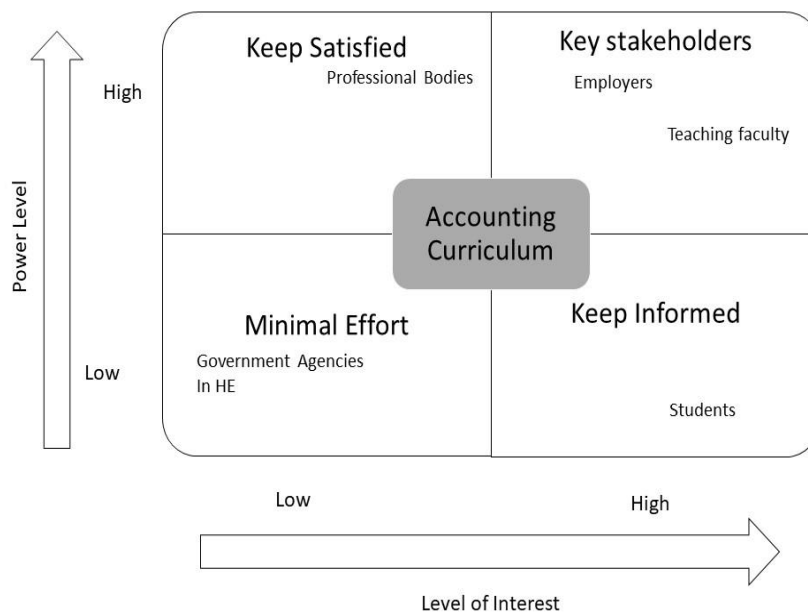 Keep Satisfied
Professional Bodies
Key stakeholders
Employers
Teaching faculty
High
Power Level
Accounting
Curriculum
Minimal Effort
Government Agencies
In HE
Keep Informed
Students
Low
Low
High
Level of Interest